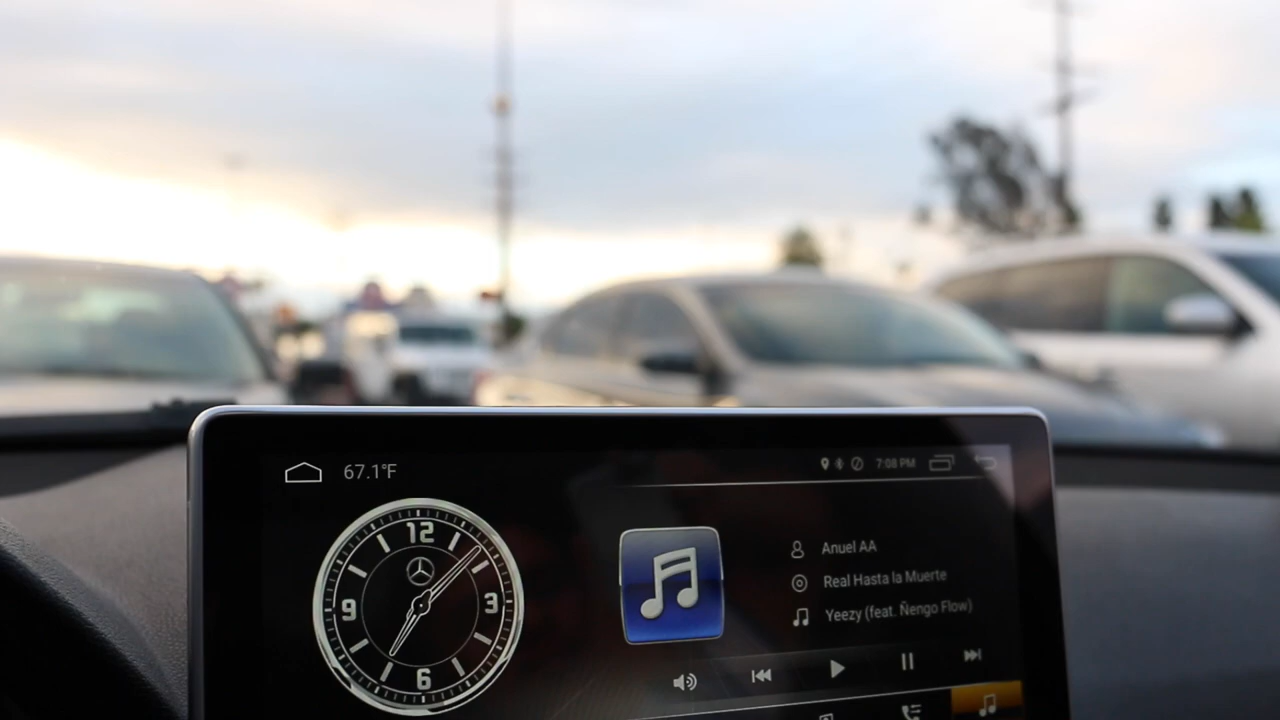 67.1°F
7:08 PM
12
9
3
6
Anuel AA
Real Hasta la Muerte
Yeezy (feat. Ñengo Flow)